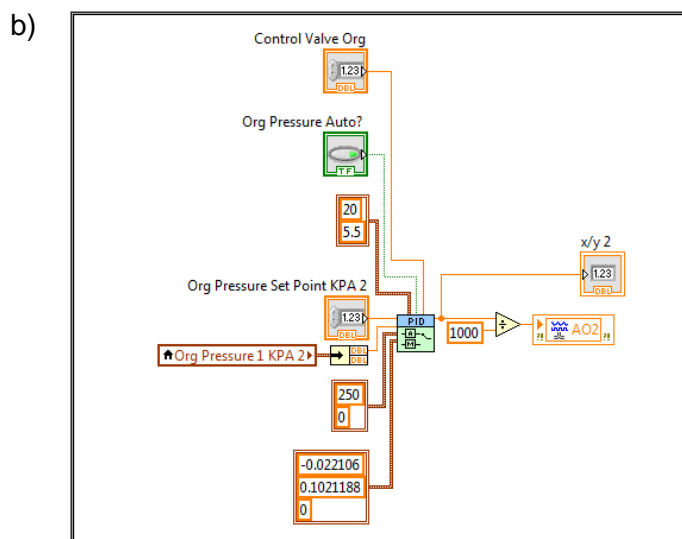 b)
Control Valve Org
1.23
DBL
Org Pressure Auto?
TF
20
5.5
x/y 2
1.23
DBL
Org Pressure Set Point KPA 2
1.23
DBL
PID
A
M
1000
÷
AO2
?!
?!
Org Pressure 1 KPA 2
DBL
DBL
250
0
-0.022106
0.1021188
0